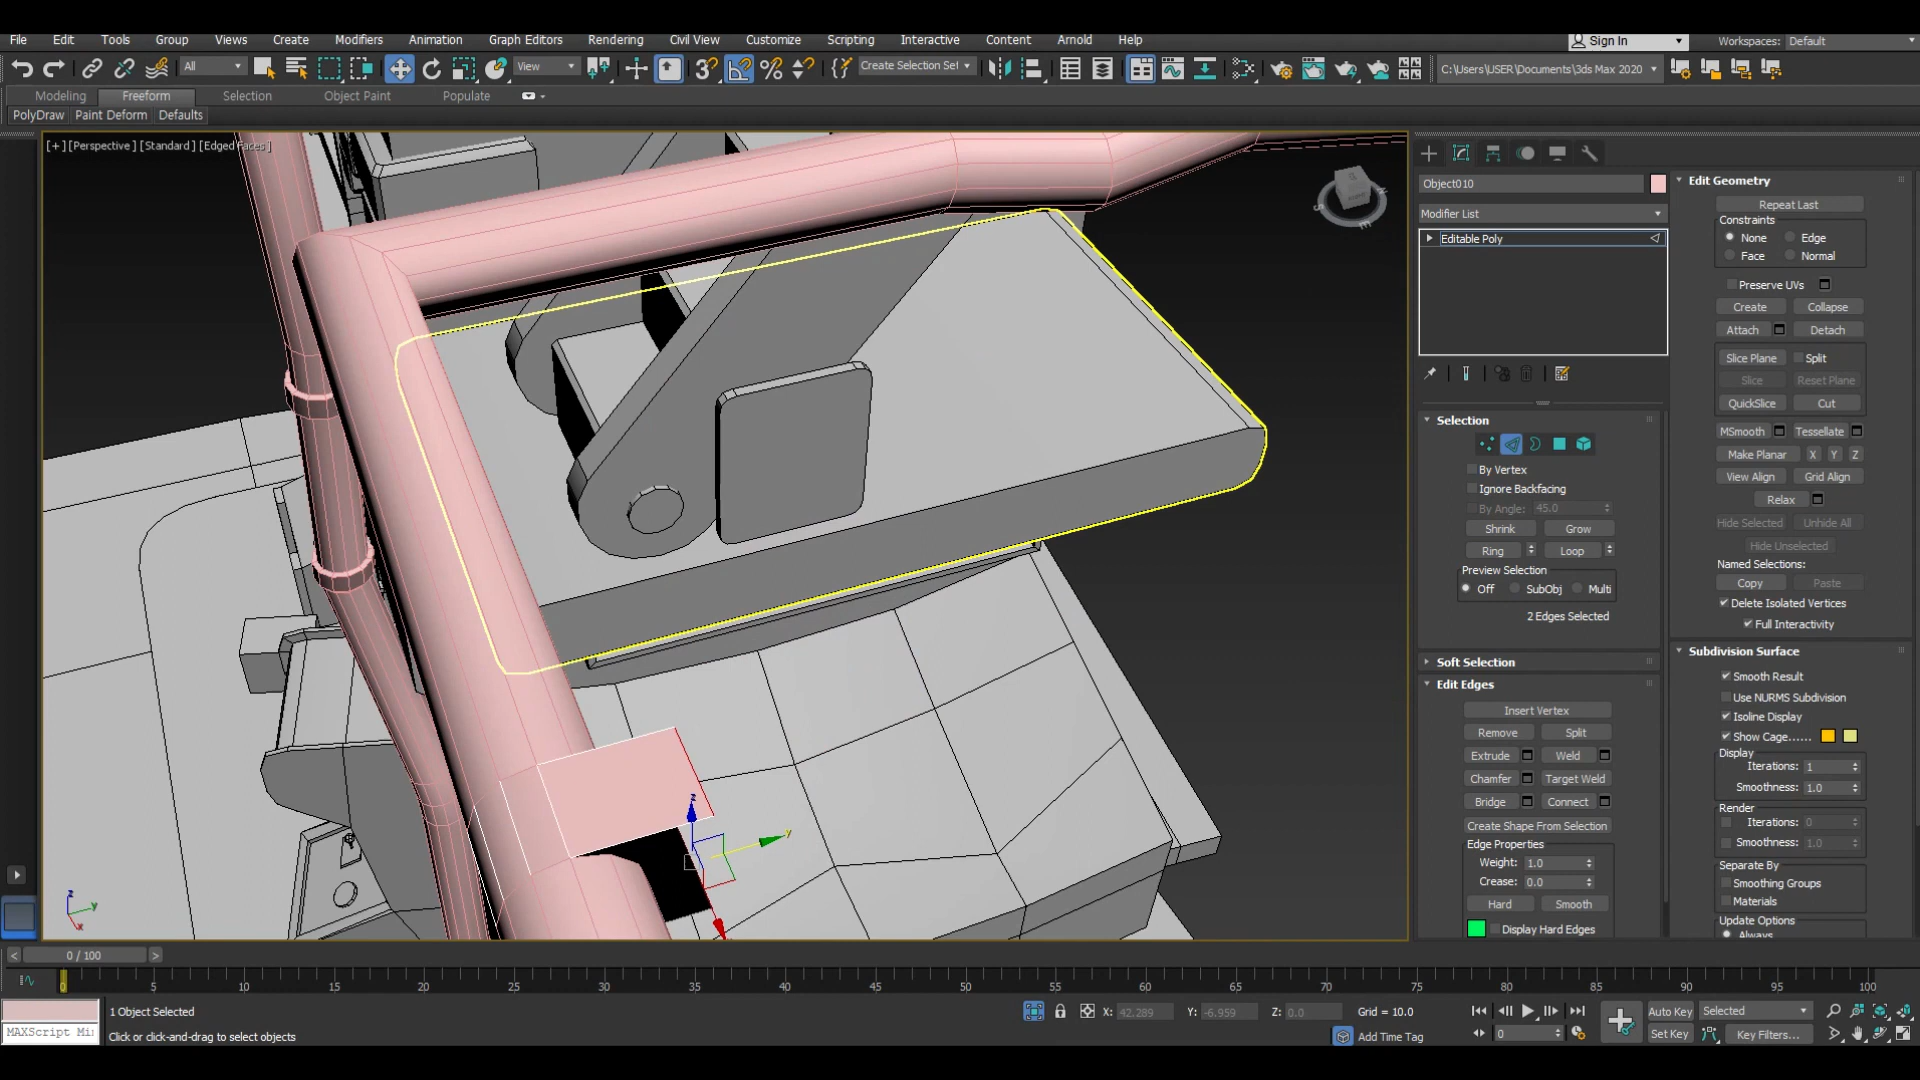 File Edit Tools Group Views Create Modifiers Animation Graph Editors Rendering Civil View Customize Scripting Interactive Content Arnold Help Sign In Workspaces: Default
All View Create Selection Set C:\Users\USER\Documents\3ds Max 2020
Modeling Freeform Selection Object Paint Populate
PolyDraw Paint Deform Defaults
[+] [Perspective] [Standard] [Edged Faces]
Object010
Modifier List
Editable Poly
Selection
By Vertex
Ignore Backfacing
By Angle: 45.0
Shrink Grow
Ring Loop
Preview Selection
Off SubObj Multi
2 Edges Selected
Soft Selection
Edit Edges
Insert Vertex
Remove Split
Extrude Weld
Chamfer Target Weld
Bridge Connect
Create Shape From Selection
Edge Properties
Weight: 1.0
Crease: 0.0
Hard Smooth
Display Hard Edges
Edit Geometry
Repeat Last
Constraints
None Edge
Face Normal
Preserve UVs
Create Collapse
Attach Detach
Slice Plane Split
Slice Reset Plane
QuickSlice Cut
MSmooth Tessellate
Make Planar X Y Z
View Align Grid Align
Relax
Hide Selected Unhide All
Hide Unselected
Named Selections:
Copy Paste
Delete Isolated Vertices
Full Interactivity
Subdivision Surface
Smooth Result
Use NURMS Subdivision
Isoline Display
Show Cage......
Display
Iterations: 1
Smoothness: 1.0
Render
Iterations: 0
Smoothness: 1.0
Separate By
Smoothing Groups
Materials
Update Options
Always
z y
z y x
< 0 / 100 >
0 5 10 15 20 25 30 35 40 45 50 55 60 65 70 75 80 85 90 95 100
1 Object Selected X: 42.289 Y: -6.959 Z: 0.0 Grid = 10.0 Auto Key Selected
MAXScript Mi Click or click-and-drag to select objects Add Time Tag 0 Set Key Key Filters...